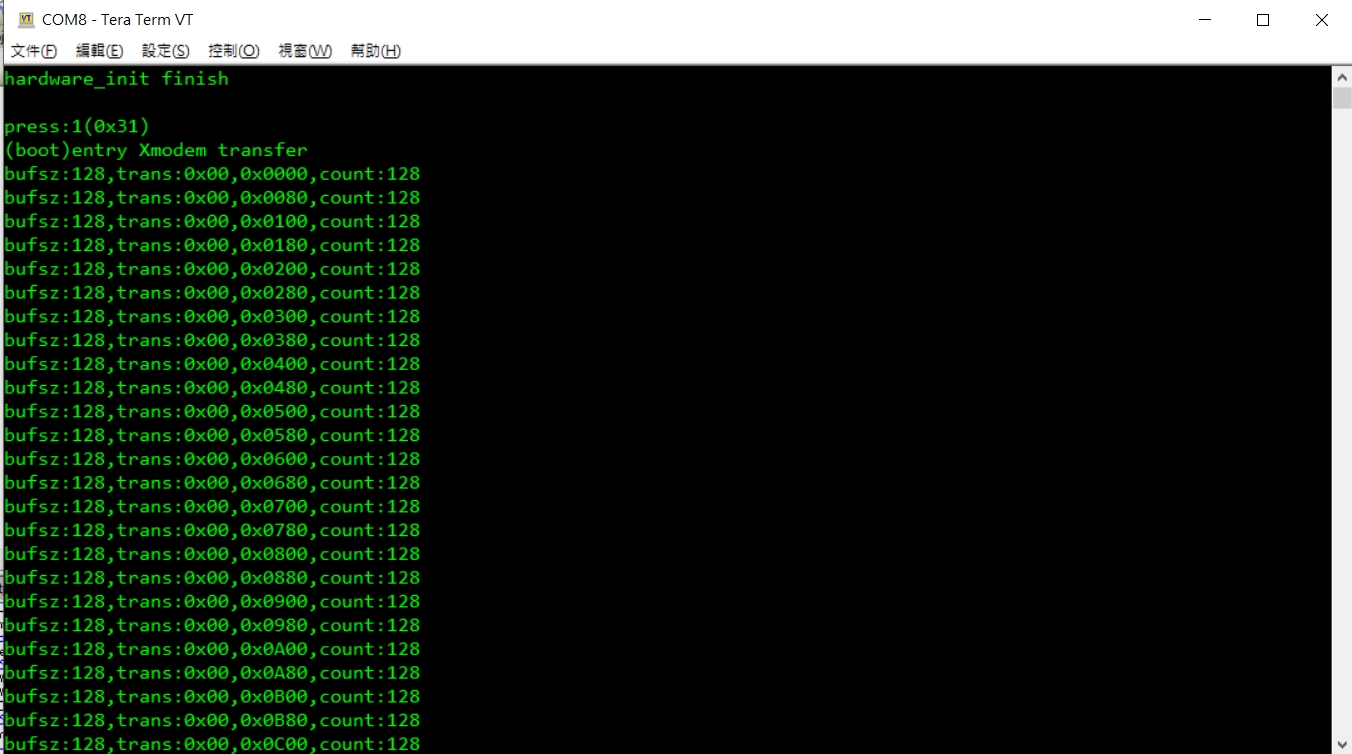 COM8 - Tera Term VT
文件(F) 編輯(E) 設定(S) 控制(O) 視窗(W) 幫助(H)
hardware_init finish
press:1(0x31)
(boot)entry Xmodem transfer
bufsz:128,trans:0x00,0x0000,count:128
bufsz:128,trans:0x00,0x0080,count:128
bufsz:128,trans:0x00,0x0100,count:128
bufsz:128,trans:0x00,0x0180,count:128
bufsz:128,trans:0x00,0x0200,count:128
bufsz:128,trans:0x00,0x0280,count:128
bufsz:128,trans:0x00,0x0300,count:128
bufsz:128,trans:0x00,0x0380,count:128
bufsz:128,trans:0x00,0x0400,count:128
bufsz:128,trans:0x00,0x0480,count:128
bufsz:128,trans:0x00,0x0500,count:128
bufsz:128,trans:0x00,0x0580,count:128
bufsz:128,trans:0x00,0x0600,count:128
bufsz:128,trans:0x00,0x0680,count:128
bufsz:128,trans:0x00,0x0700,count:128
bufsz:128,trans:0x00,0x0780,count:128
bufsz:128,trans:0x00,0x0800,count:128
bufsz:128,trans:0x00,0x0880,count:128
bufsz:128,trans:0x00,0x0900,count:128
bufsz:128,trans:0x00,0x0980,count:128
bufsz:128,trans:0x00,0x0A00,count:128
bufsz:128,trans:0x00,0x0A80,count:128
bufsz:128,trans:0x00,0x0B00,count:128
bufsz:128,trans:0x00,0x0B80,count:128
bufsz:128,trans:0x00,0x0C00,count:128